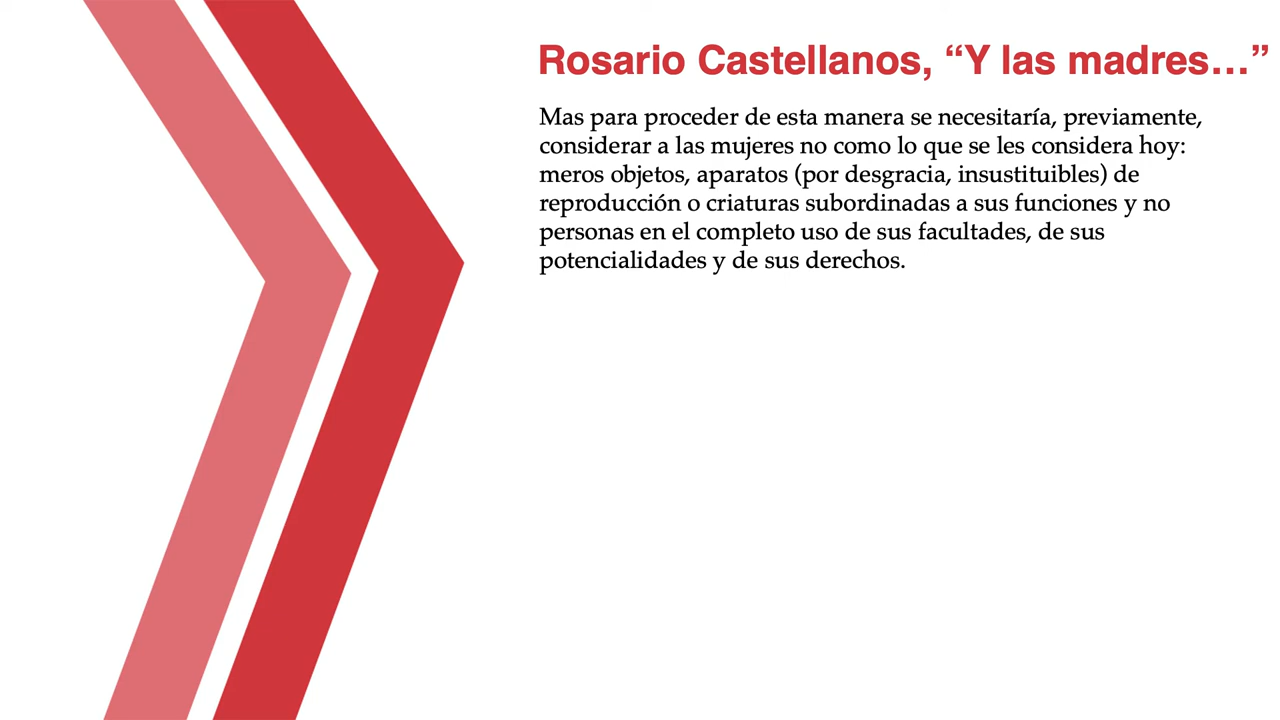 Rosario Castellanos, “Y las madres…”
Mas para proceder de esta manera se necesitaría, previamente,
considerar a las mujeres no como lo que se les considera hoy:
meros objetos, aparatos (por desgracia, insustituibles) de
reproducción o criaturas subordinadas a sus funciones y no
personas en el completo uso de sus facultades, de sus
potencialidades y de sus derechos.